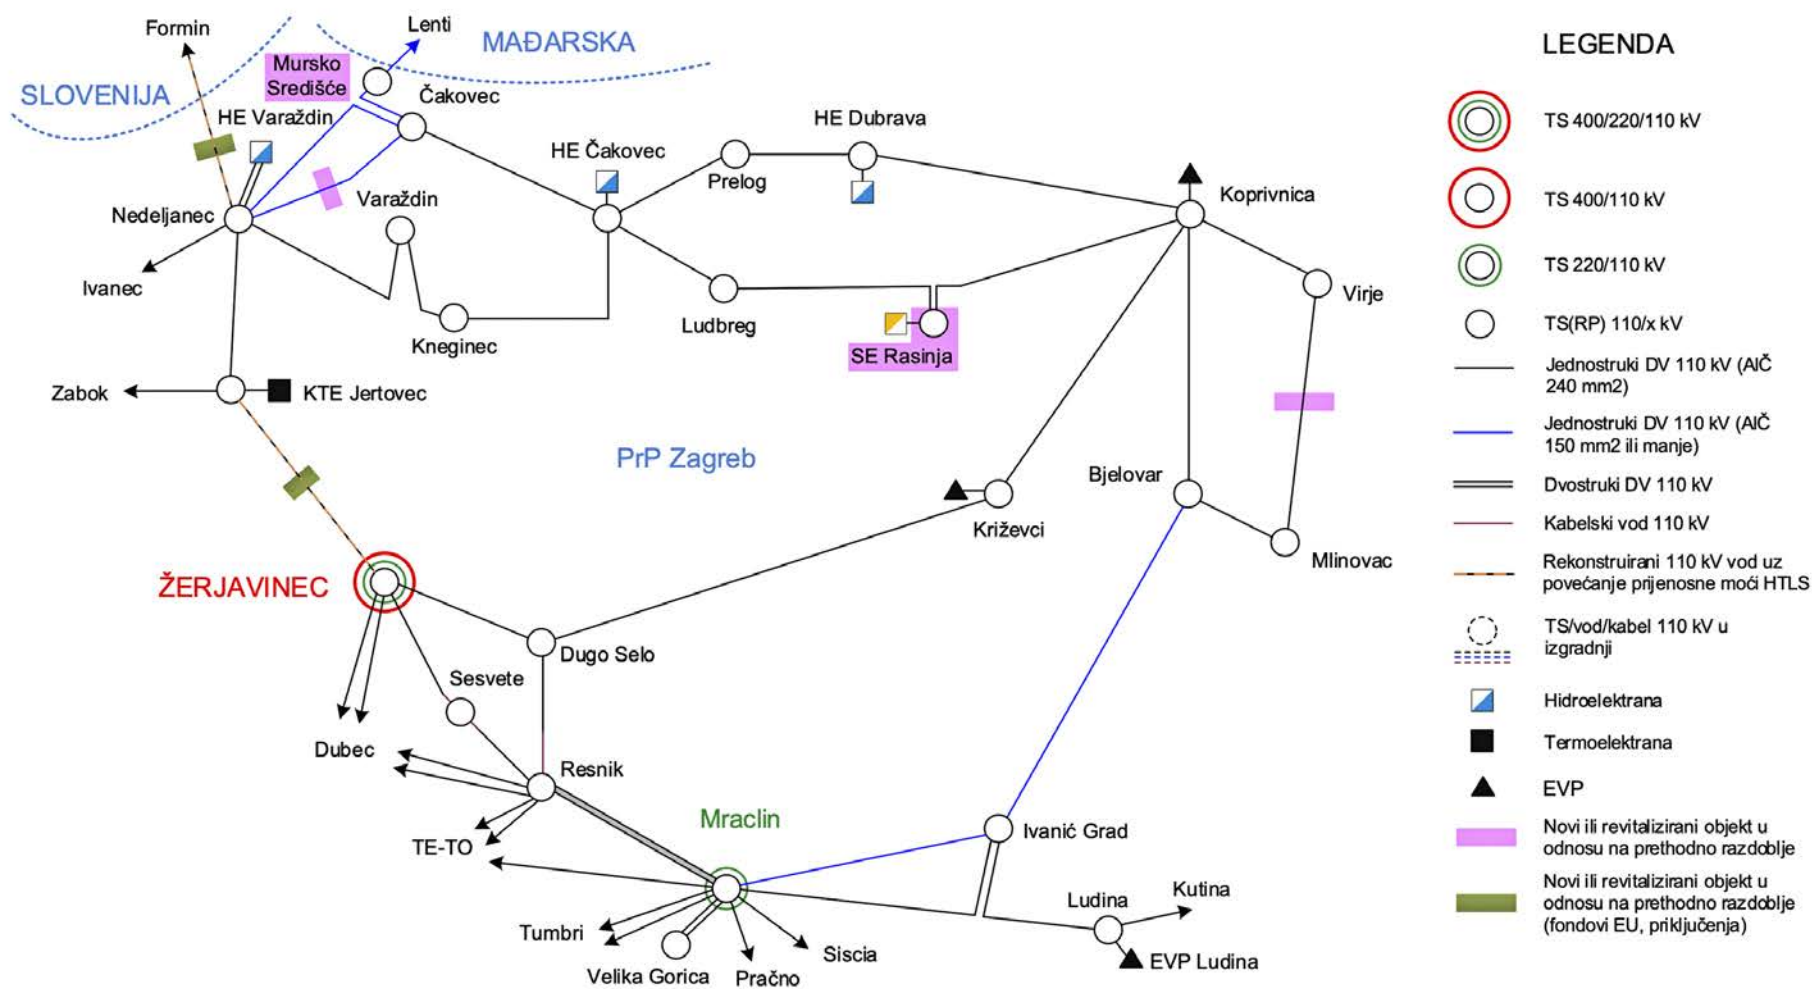 Formin
Lenti
MAĐARSKA
SLOVENIJA
Mursko
Središće
Čakovec
HE Varaždin
HE Čakovec
HE Dubrava
Prelog
Koprivnica
Nedeljanec
Varaždin
Ivanec
Kneginec
Ludbreg
SE Rasinja
Virje
Zabok
KTE Jertovec
PrP Zagreb
Bjelovar
Križevci
Mlinovac
ŽERJAVINEC
Dugo Selo
Sesvete
Dubec
Resnik
Mraclin
TE-TO
Ivanić Grad
Ludina
Kutina
Tumbri
Velika Gorica
Pračno
Siscia
EVP Ludina
LEGENDA
TS 400/220/110 kV
TS 400/110 kV
TS 220/110 kV
TS(RP) 110/x kV
Jednostruki DV 110 kV (AlČ
240 mm2)
Jednostruki DV 110 kV (AlČ
150 mm2 ili manje)
Dvostruki DV 110 kV
Kabelski vod 110 kV
Rekonstruirani 110 kV vod uz
povećanje prijenosne moći HTLS
TS/vod/kabel 110 kV u
izgradnji
Hidroelektrana
Termoelektrana
EVP
Novi ili revitalizirani objekt u
odnosu na prethodno razdoblje
Novi ili revitalizirani objekt u
odnosu na prethodno razdoblje
(fondovi EU, priključenja)